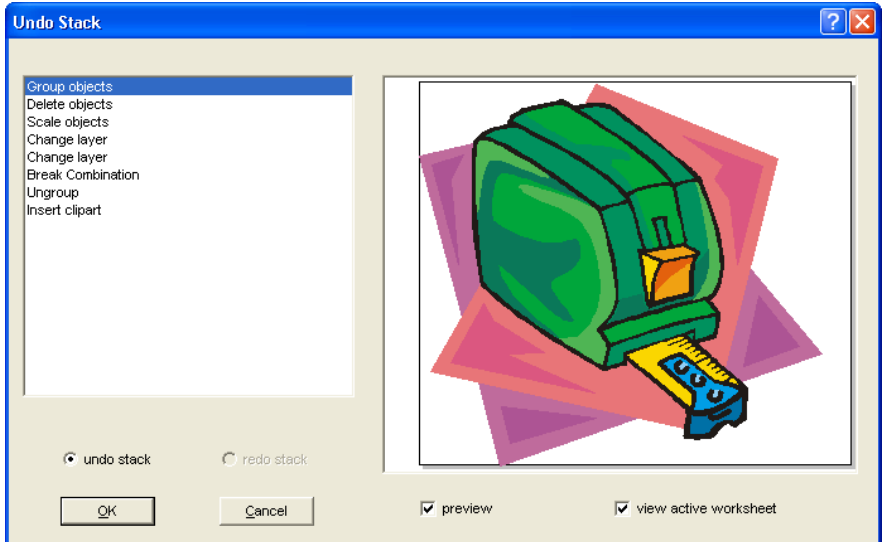 Undo Stack
Group objects
Delete objects
Scale objects
Change layer
Change layer
Break Combination
Ungroup
Insert clipart
undo stack
redo stack
OK
Cancel
preview
view active worksheet